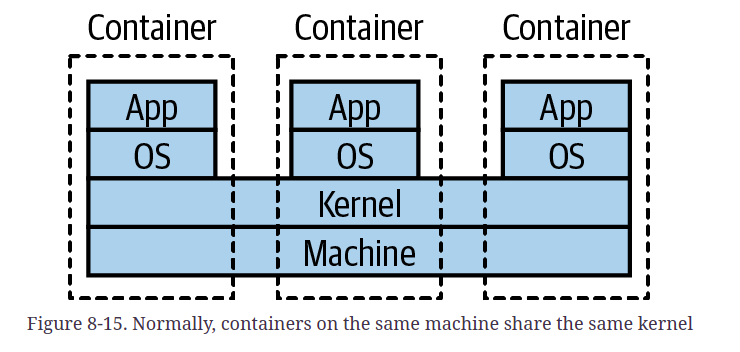 Container Container Container
App App App
OS OS OS
Kernel
Machine
Figure 8-15. Normally, containers on the same machine share the same kernel